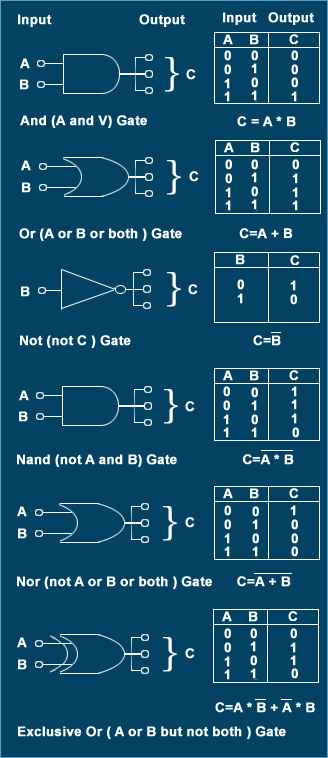 Input Output Input Output
A B C
A B C
0 0 0
0 1 0
1 0 0
1 1 1
And (A and V) Gate C = A * B
A B C
A B C
0 0 0
0 1 1
1 0 1
1 1 1
Or (A or B or both ) Gate C=A + B
B C
B C
0 1
1 0
Not (not C ) Gate C=B̅
A B C
A B C
0 0 1
0 1 1
1 0 1
1 1 0
Nand (not A and B) Gate C=A̅ ̅*̅ ̅B̅
A B C
A B C
0 0 1
0 1 0
1 0 0
1 1 0
Nor (not A or B or both ) Gate C=A̅ ̅+̅ ̅B̅
A B C
A B C
0 0 0
0 1 1
1 0 1
1 1 0
C=A * B̅ + A̅ * B
Exclusive Or ( A or B but not both ) Gate